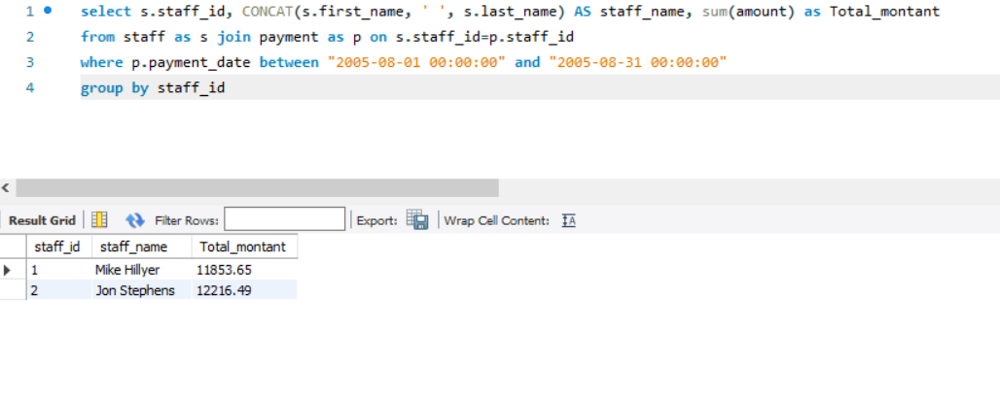 1 select s.staff_id, CONCAT(s.first_name, ' ', s.last_name) AS staff_name, sum(amount) as Total_montant
2 from staff as s join payment as p on s.staff_id=p.staff_id
3 where p.payment_date between "2005-08-01 00:00:00" and "2005-08-31 00:00:00"
4 group by staff_id
Result Grid Filter Rows: Export: Wrap Cell Content: IA
staff_id staff_name Total_montant
1 Mike Hillyer 11853.65
2 Jon Stephens 12216.49